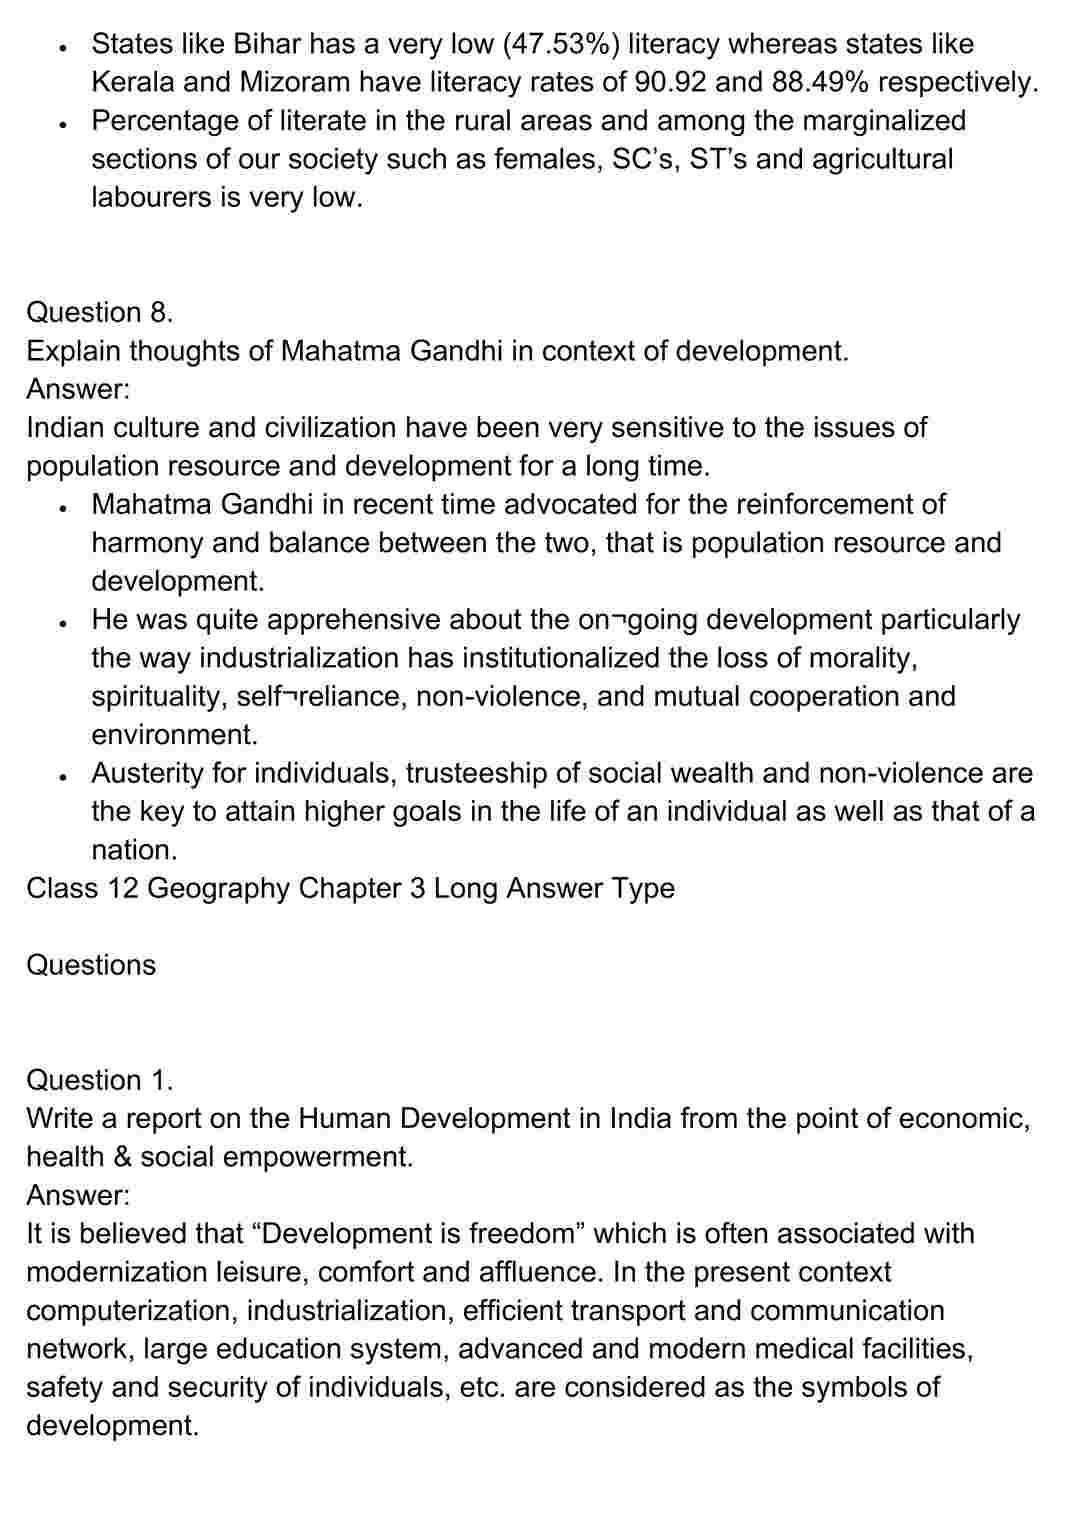 • States like Bihar has a very low (47.53%) literacy whereas states like
Kerala and Mizoram have literacy rates of 90.92 and 88.49% respectively.
• Percentage of literate in the rural areas and among the marginalized
sections of our society such as females, SC’s, ST’s and agricultural
labourers is very low.
Question 8.
Explain thoughts of Mahatma Gandhi in context of development.
Answer:
Indian culture and civilization have been very sensitive to the issues of
population resource and development for a long time.
• Mahatma Gandhi in recent time advocated for the reinforcement of
harmony and balance between the two, that is population resource and
development.
• He was quite apprehensive about the on¬going development particularly
the way industrialization has institutionalized the loss of morality,
spirituality, self¬reliance, non-violence, and mutual cooperation and
environment.
• Austerity for individuals, trusteeship of social wealth and non-violence are
the key to attain higher goals in the life of an individual as well as that of a
nation.
Class 12 Geography Chapter 3 Long Answer Type
Questions
Question 1.
Write a report on the Human Development in India from the point of economic,
health & social empowerment.
Answer:
It is believed that “Development is freedom” which is often associated with
modernization leisure, comfort and affluence. In the present context
computerization, industrialization, efficient transport and communication
network, large education system, advanced and modern medical facilities,
safety and security of individuals, etc. are considered as the symbols of
development.